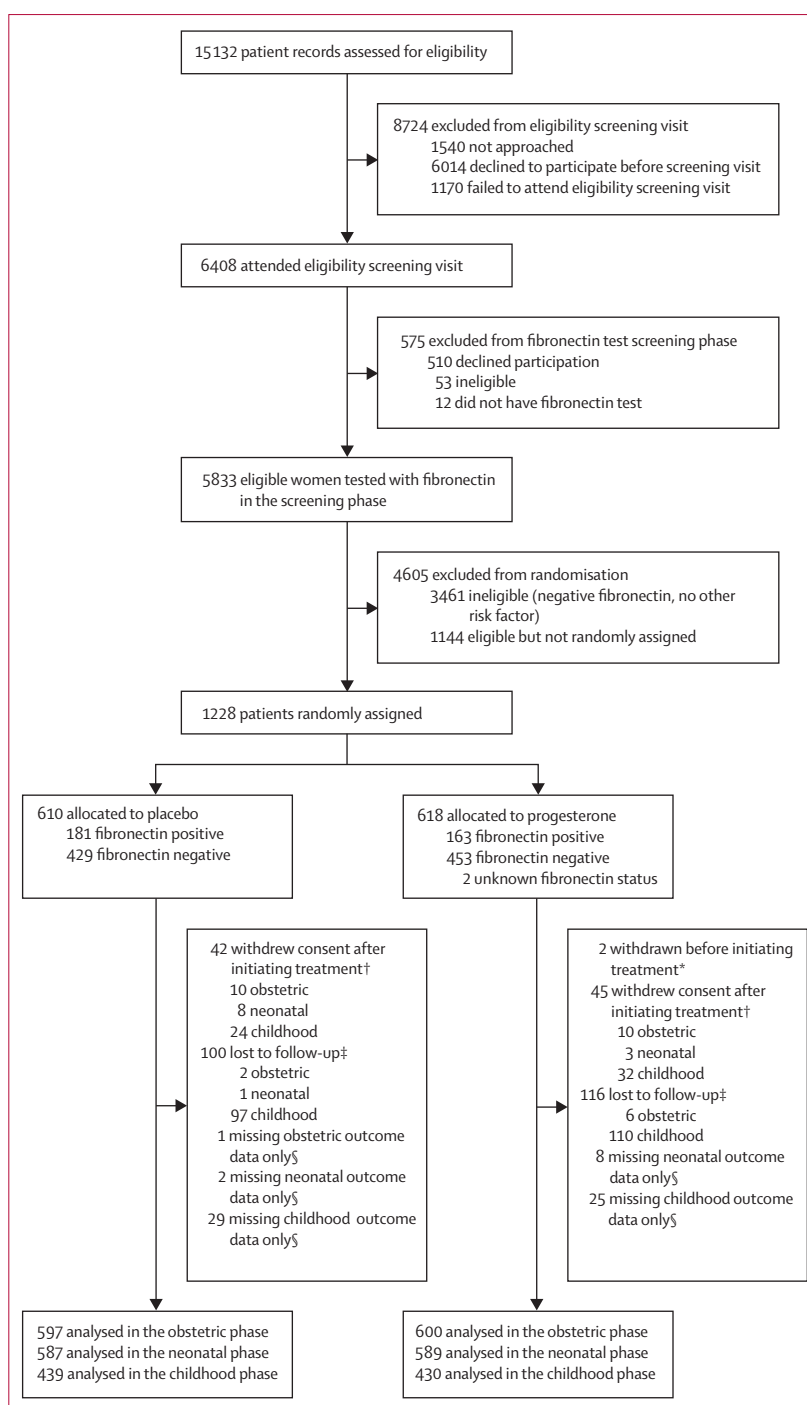 15132 patient records assessed for eligibility
8724 excluded from eligibility screening visit
1540 not approached
6014 declined to participate before screening visit
1170 failed to attend eligibility screening visit
6408 attended eligibility screening visit
575 excluded from fibronectin test screening phase
510 declined participation
53 ineligible
12 did not have fibronectin test
5833 eligible women tested with fibronectin
in the screening phase
4605 excluded from randomisation
3461 ineligible (negative fibronectin, no other
risk factor)
1144 eligible but not randomly assigned
1228 patients randomly assigned
610 allocated to placebo
181 fibronectin positive
429 fibronectin negative
618 allocated to progesterone
163 fibronectin positive
453 fibronectin negative
2 unknown fibronectin status
42 withdrew consent after
initiating treatment†
10 obstetric
8 neonatal
24 childhood
100 lost to follow-up‡
2 obstetric
1 neonatal
97 childhood
1 missing obstetric outcome
data only§
2 missing neonatal outcome
data only§
29 missing childhood outcome
data only§
2 withdrawn before initiating
treatment*
45 withdrew consent after
initiating treatment†
10 obstetric
3 neonatal
32 childhood
116 lost to follow-up‡
6 obstetric
110 childhood
8 missing neonatal outcome
data only§
25 missing childhood outcome
data only§
597 analysed in the obstetric phase
587 analysed in the neonatal phase
439 analysed in the childhood phase
600 analysed in the obstetric phase
589 analysed in the neonatal phase
430 analysed in the childhood phase